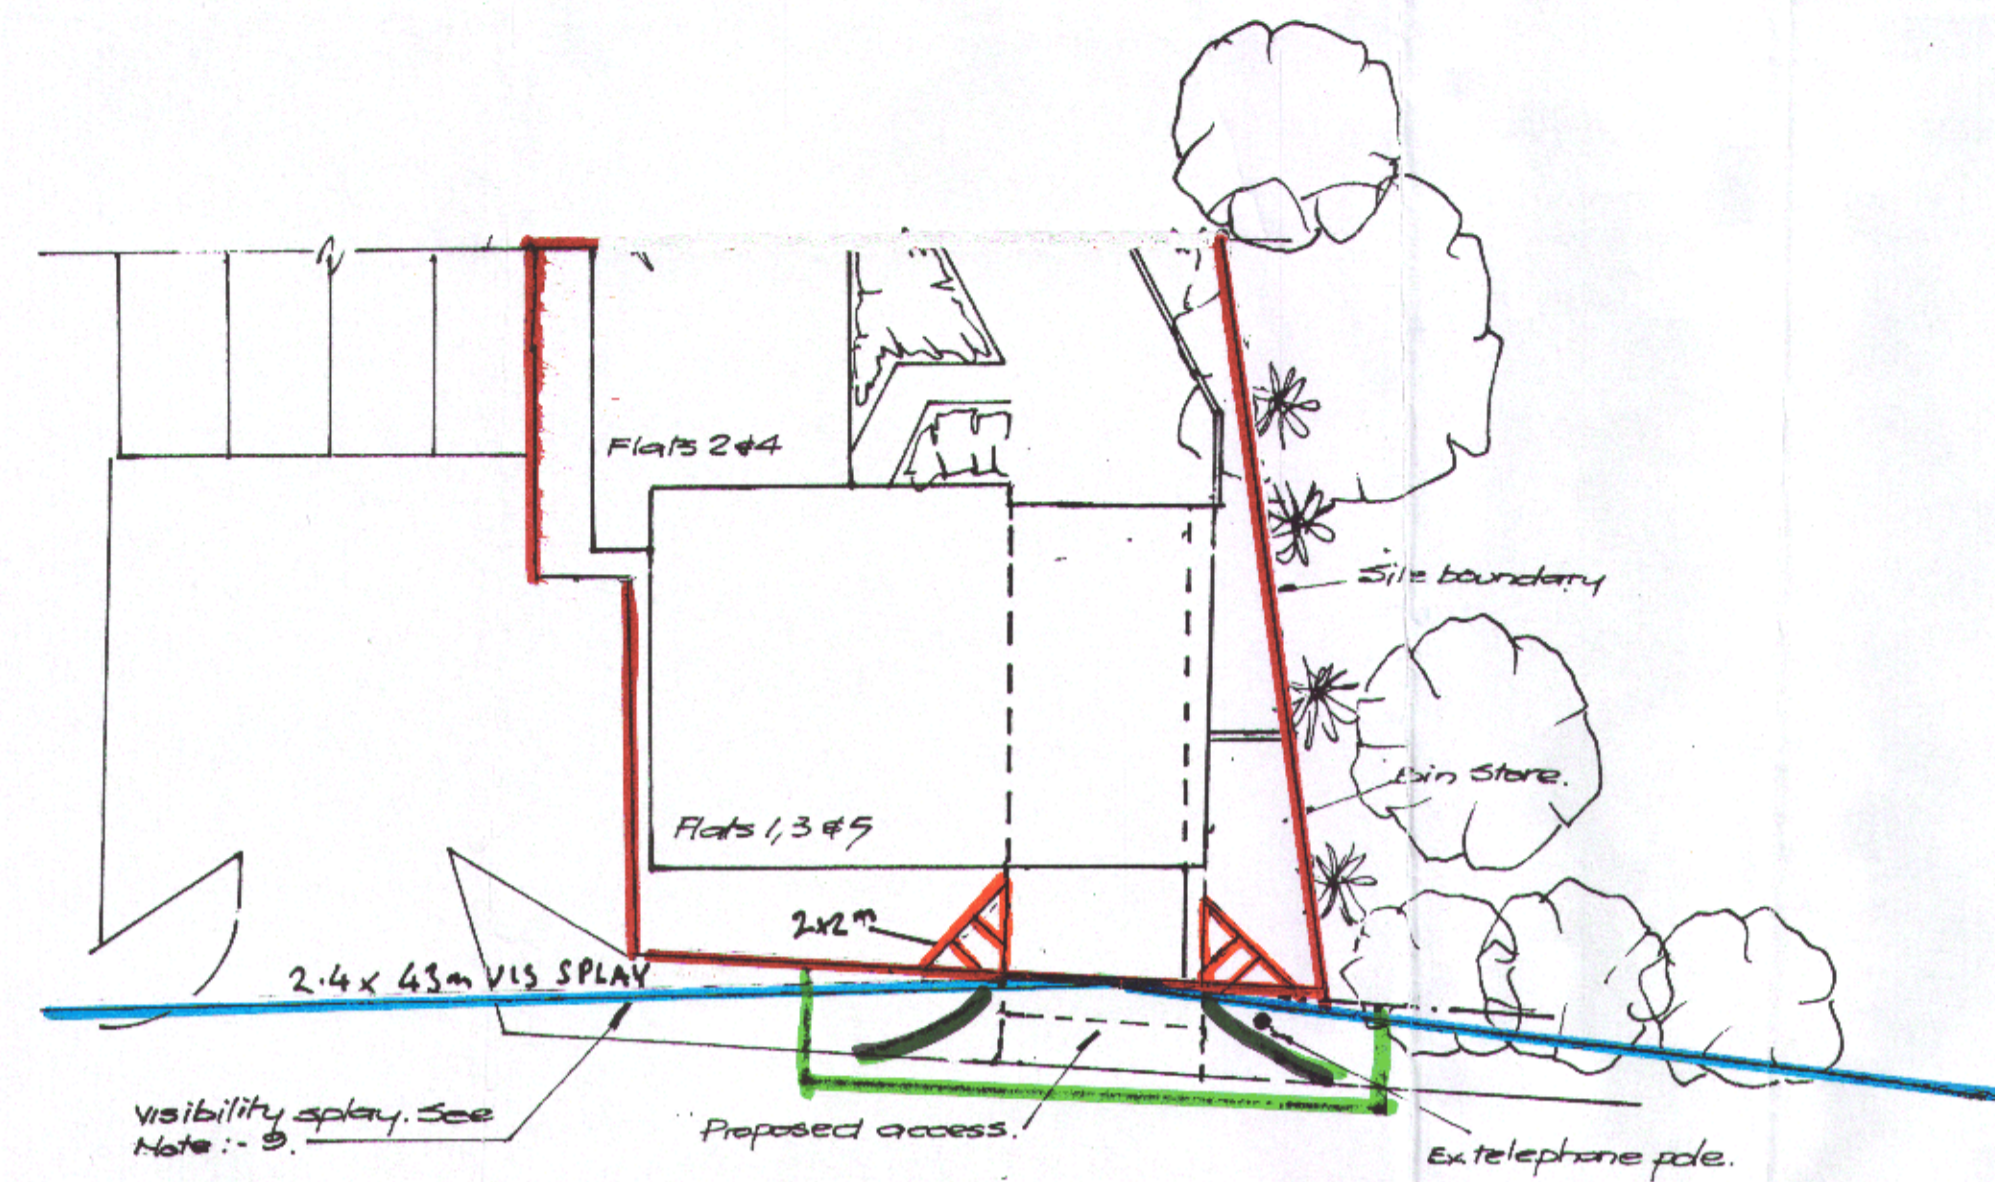 Flats 2 & 4
Site boundary
Bin Store.
Flats 1, 3 & 5
2x2m
2.4 x 43m VIS SPLAY
Visibility splay. See
Note:- 9.
Proposed access.
Ex telephone pole.